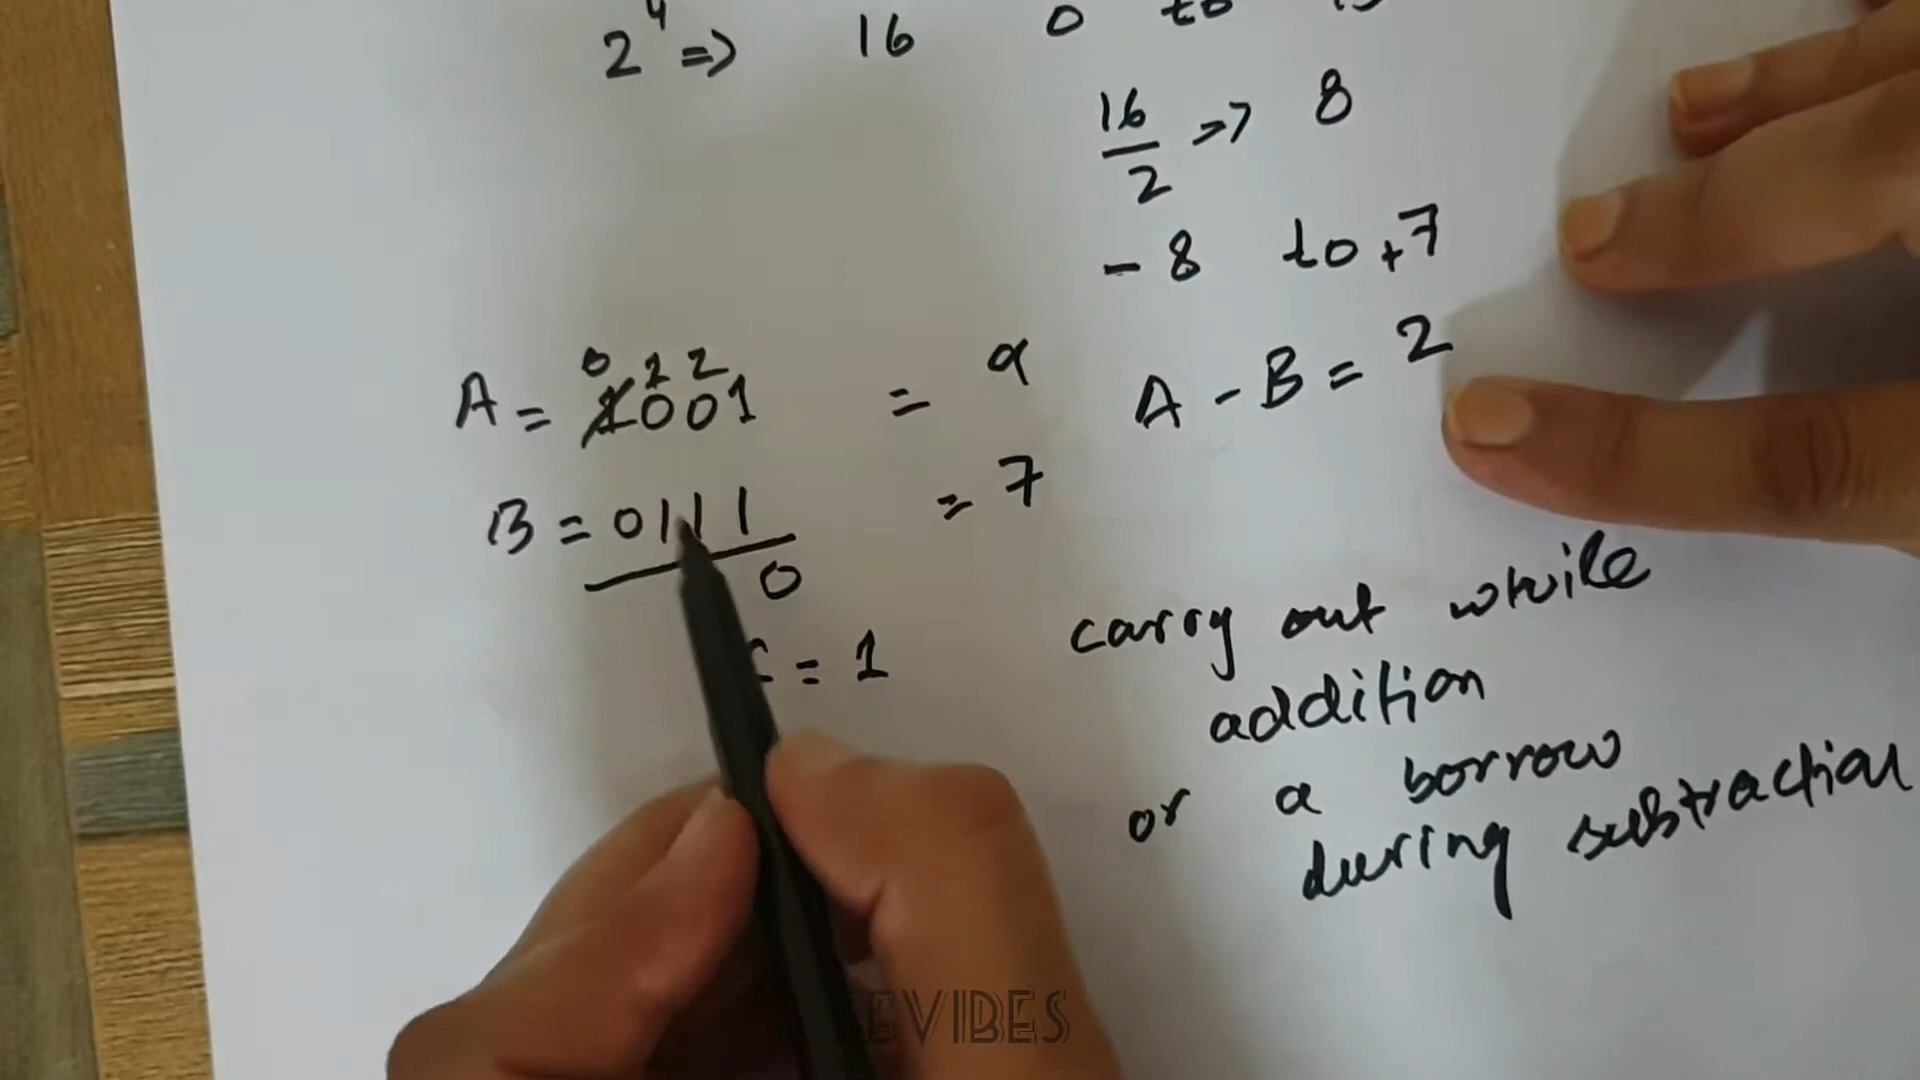 2⁴ => 16 0 to
16/2 => 8
- 8 to +7
0 1 2
A = 1001 = 9 A - B = 2
B = 0111 = 7
0
= 1
carry out while
addition
or a borrow
during subtraction
EVIBES